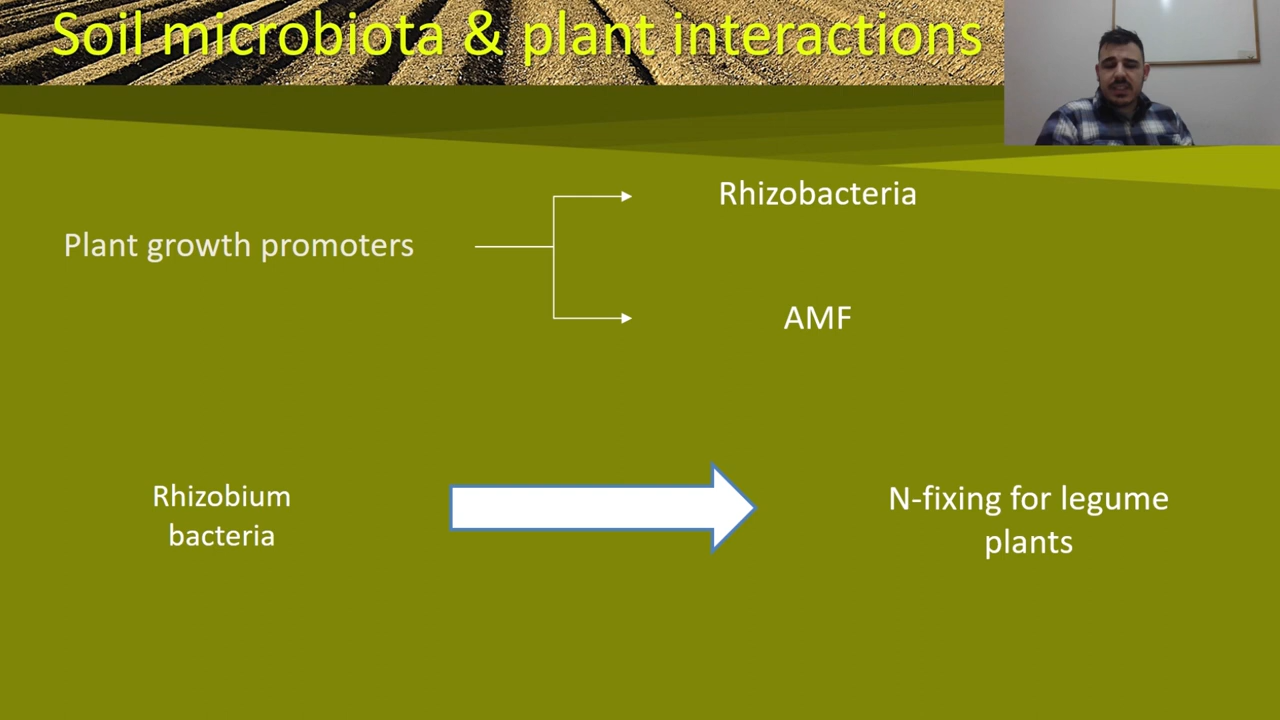 Soil microbiota & plant interactions
Rhizobacteria
Plant growth promoters
AMF
Rhizobium
bacteria
N-fixing for legume
plants